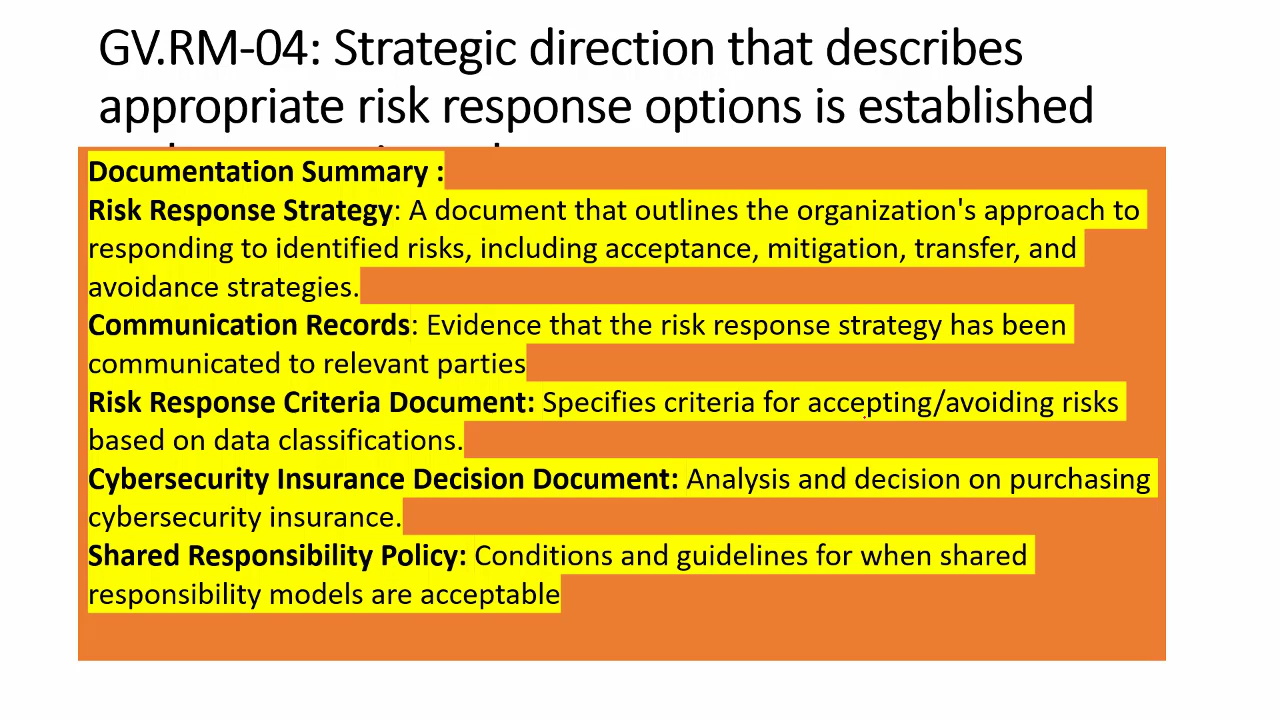 GV.RM-04: Strategic direction that describes
appropriate risk response options is established
Documentation Summary :
Risk Response Strategy: A document that outlines the organization's approach to
responding to identified risks, including acceptance, mitigation, transfer, and
avoidance strategies.
Communication Records: Evidence that the risk response strategy has been
communicated to relevant parties
Risk Response Criteria Document: Specifies criteria for accepting/avoiding risks
based on data classifications.
Cybersecurity Insurance Decision Document: Analysis and decision on purchasing
cybersecurity insurance.
Shared Responsibility Policy: Conditions and guidelines for when shared
responsibility models are acceptable